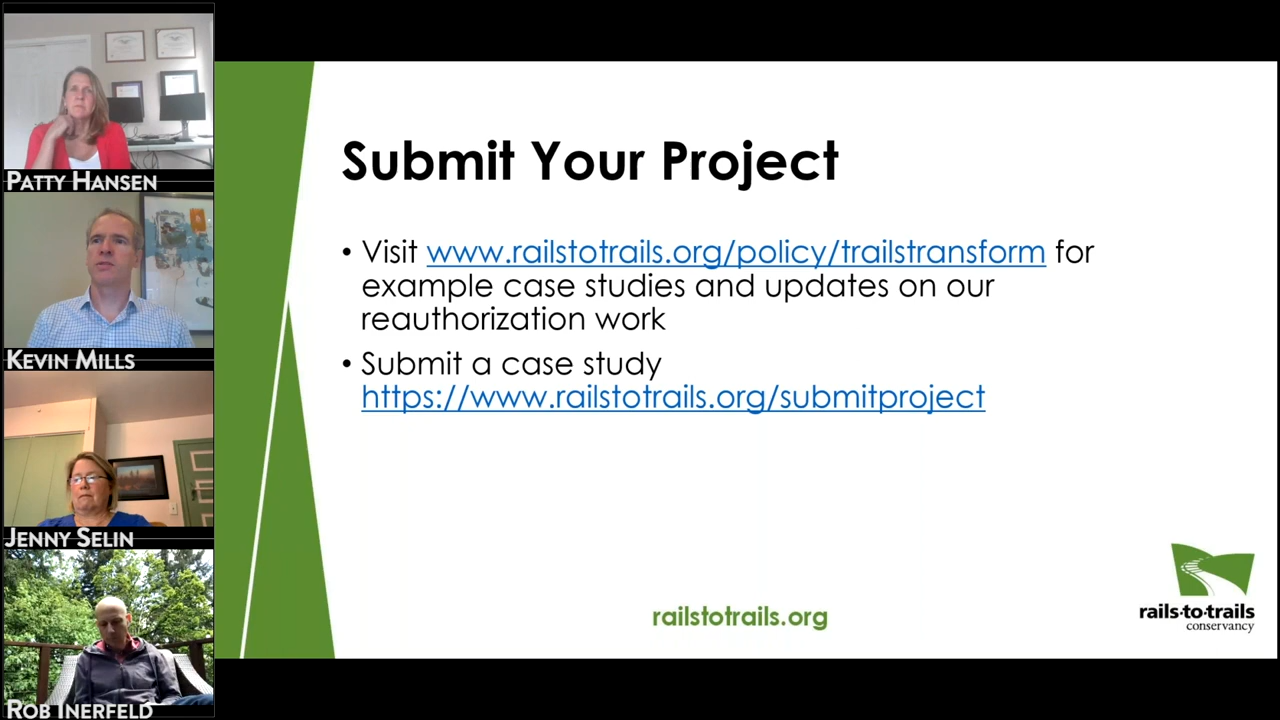 PATTY HANSEN
KEVIN MILLS
JENNY SELIN
ROB INERFELD
Submit Your Project
• Visit www.railstotrails.org/policy/trailstransform for
example case studies and updates on our
reauthorization work
• Submit a case study
https://www.railstotrails.org/submitproject
railstotrails.org
rails-to-trails
conservancy